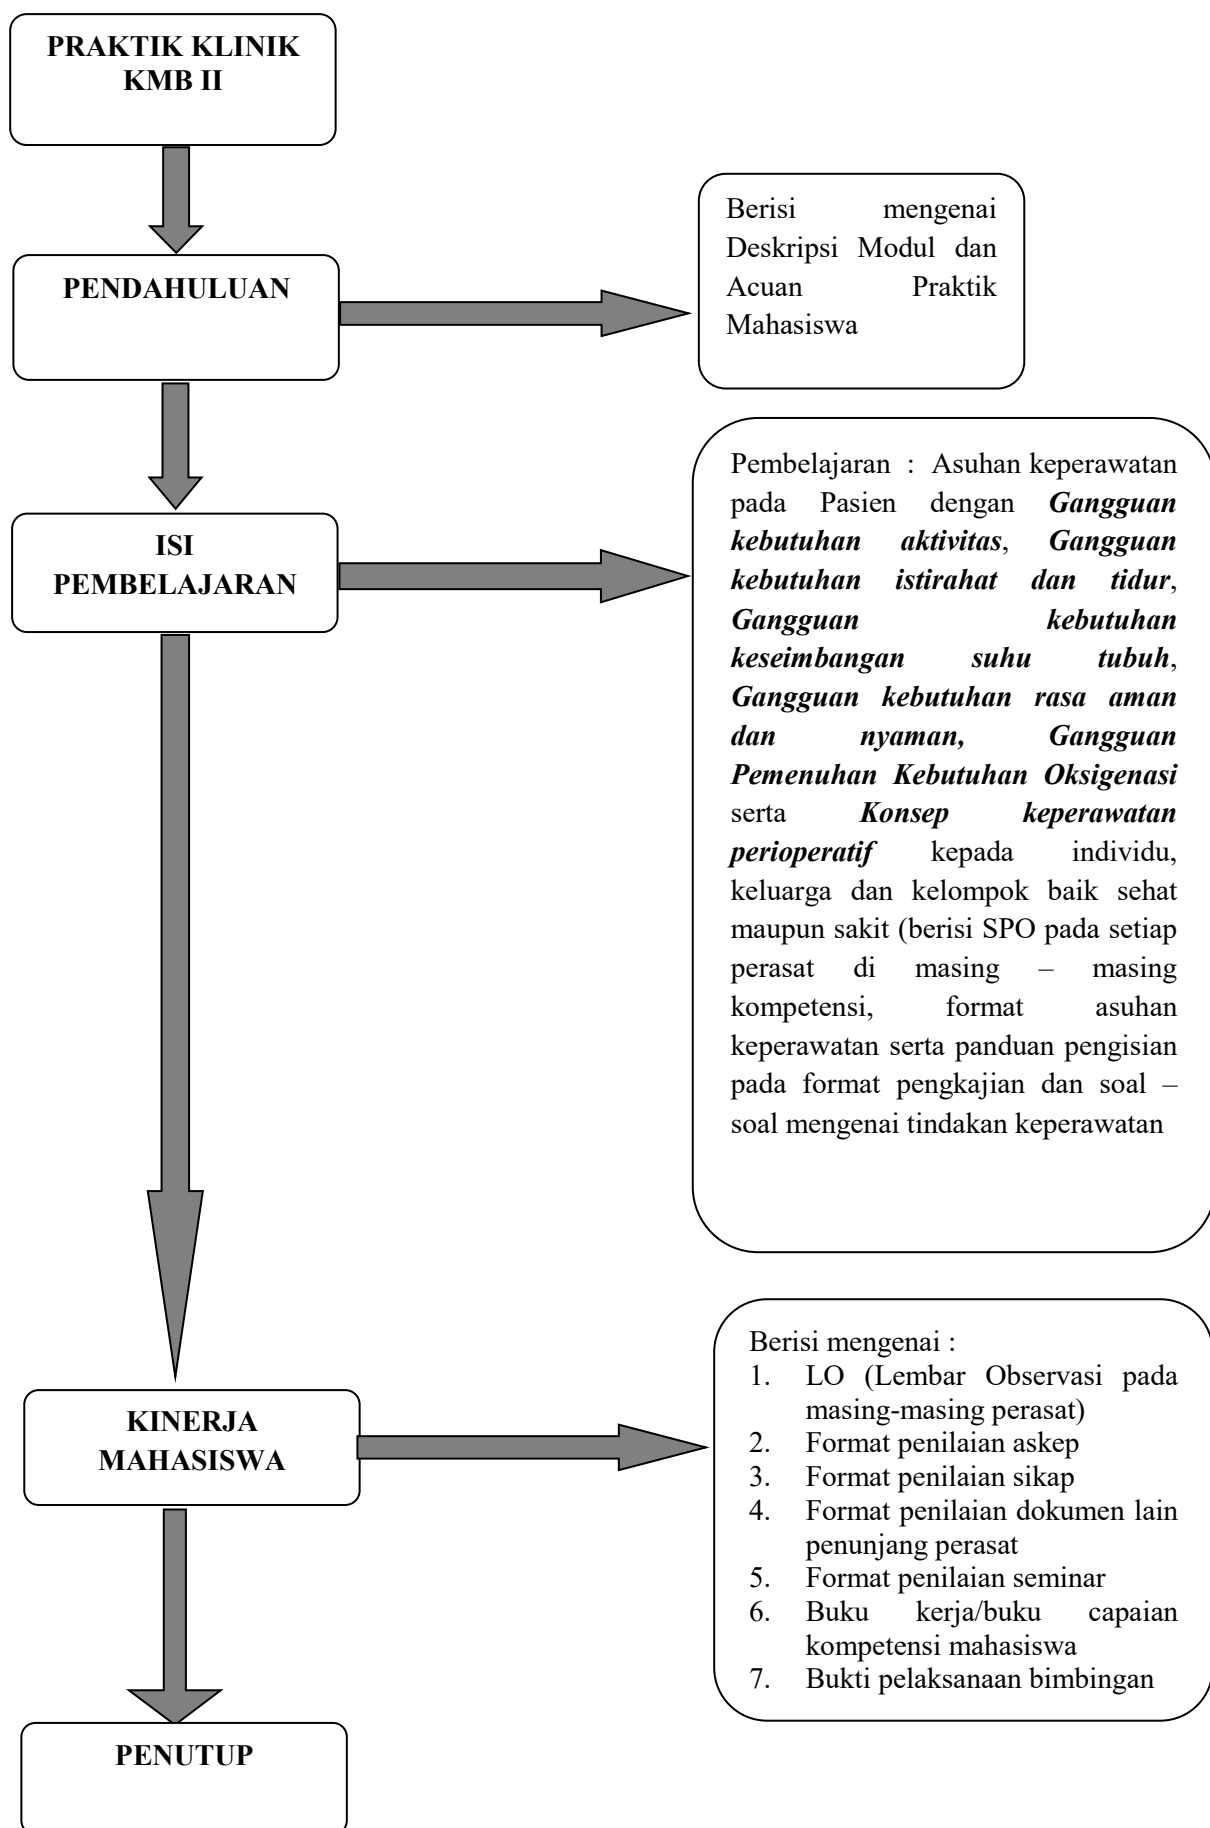 PRAKTIK KLINIK
KMB II
PENDAHULUAN
Berisi mengenai
Deskripsi Modul dan
Acuan Praktik
Mahasiswa
ISI
PEMBELAJARAN
Pembelajaran : Asuhan keperawatan
pada Pasien dengan Gangguan
kebutuhan aktivitas, Gangguan
kebutuhan istirahat dan tidur,
Gangguan kebutuhan
keseimbangan suhu tubuh,
Gangguan kebutuhan rasa aman
dan nyaman, Gangguan
Pemenuhan Kebutuhan Oksigenasi
serta Konsep keperawatan
perioperatif kepada individu,
keluarga dan kelompok baik sehat
maupun sakit (berisi SPO pada setiap
perasat di masing – masing
kompetensi, format asuhan
keperawatan serta panduan pengisian
pada format pengkajian dan soal –
soal mengenai tindakan keperawatan
KINERJA
MAHASISWA
Berisi mengenai :
1. LO (Lembar Observasi pada
masing-masing perasat)
2. Format penilaian askep
3. Format penilaian sikap
4. Format penilaian dokumen lain
penunjang perasat
5. Format penilaian seminar
6. Buku kerja/buku capaian
kompetensi mahasiswa
7. Bukti pelaksanaan bimbingan
PENUTUP